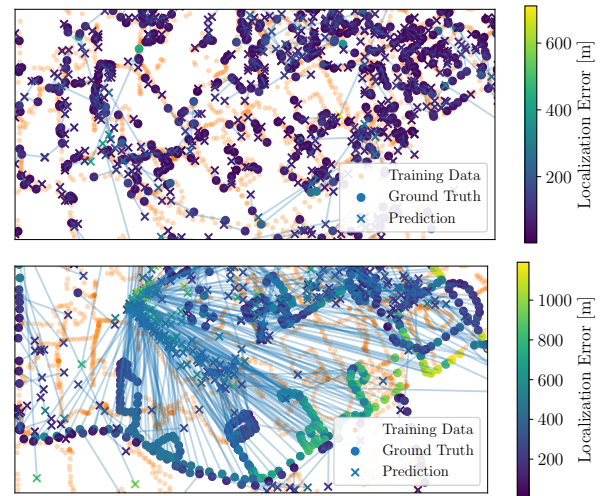 600
400
200
Localization Error [m]
Training Data
Ground Truth
Prediction
1000
800
600
400
200
Localization Error [m]
Training Data
Ground Truth
Prediction